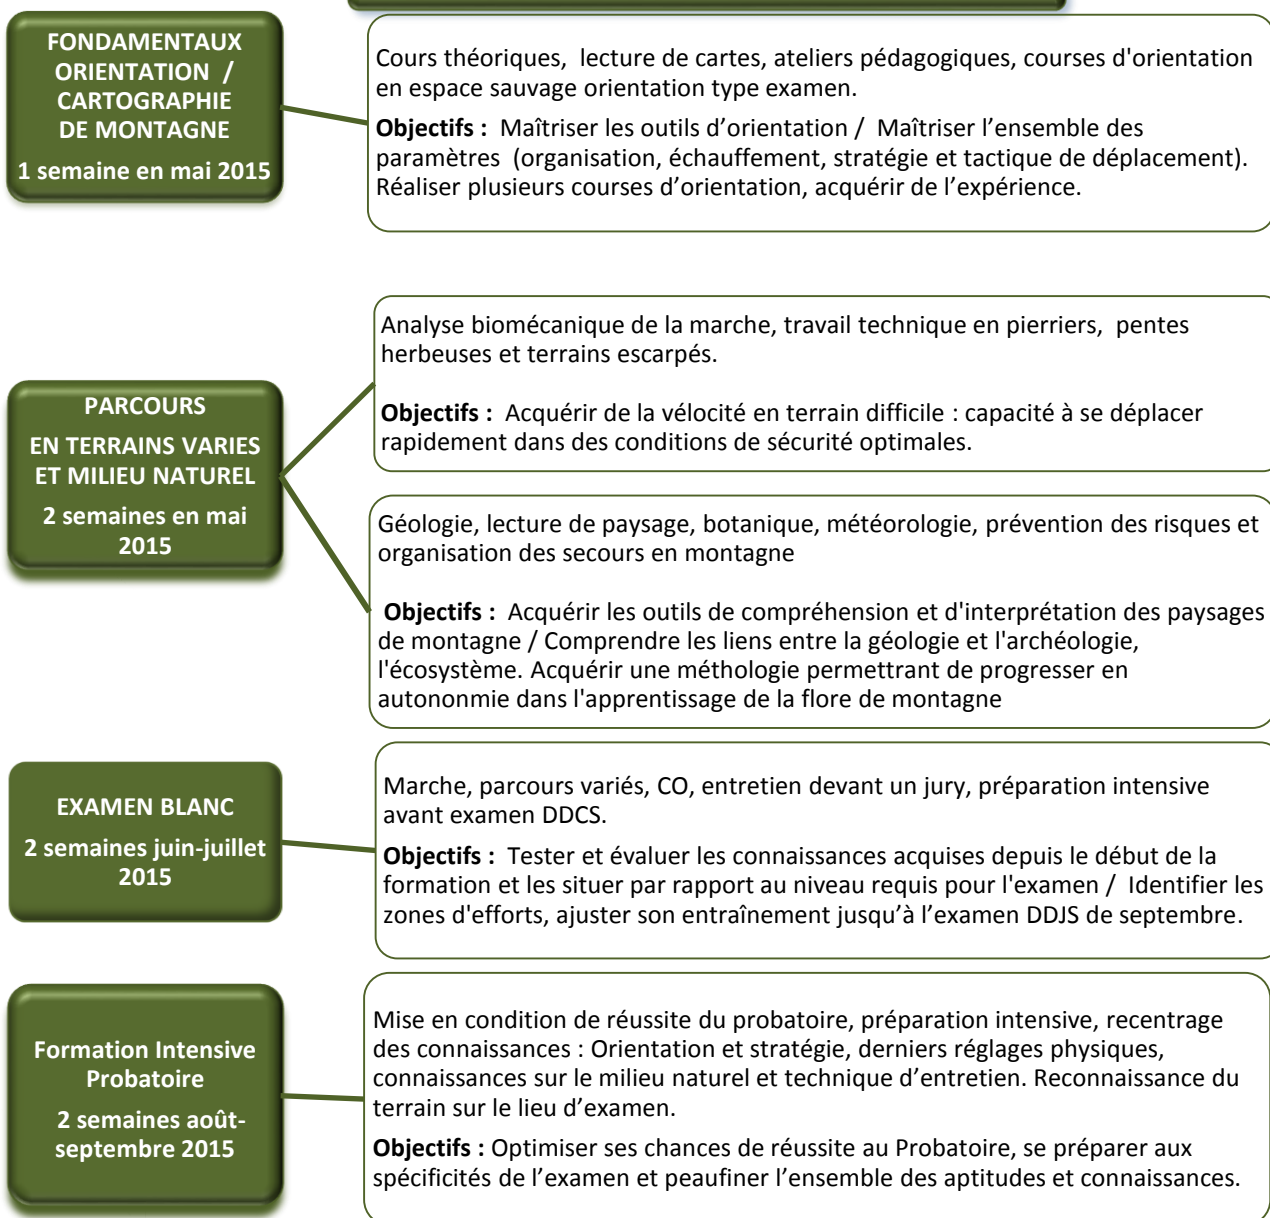 FONDAMENTAUX
ORIENTATION /
CARTOGRAPHIE
DE MONTAGNE
1 semaine en mai 2015
Cours théoriques, lecture de cartes, ateliers pédagogiques, courses d'orientation
en espace sauvage orientation type examen.
Objectifs : Maîtriser les outils d’orientation / Maîtriser l’ensemble des
paramètres (organisation, échauffement, stratégie et tactique de déplacement).
Réaliser plusieurs courses d’orientation, acquérir de l’expérience.
PARCOURS
EN TERRAINS VARIES
ET MILIEU NATUREL
2 semaines en mai
2015
Analyse biomécanique de la marche, travail technique en pierriers, pentes
herbeuses et terrains escarpés.
Objectifs : Acquérir de la vélocité en terrain difficile : capacité à se déplacer
rapidement dans des conditions de sécurité optimales.
Géologie, lecture de paysage, botanique, météorologie, prévention des risques et
organisation des secours en montagne
Objectifs : Acquérir les outils de compréhension et d'interprétation des paysages
de montagne / Comprendre les liens entre la géologie et l'archéologie,
l'écosystème. Acquérir une méthologie permettrant de progresser en
autononmie dans l'apprentissage de la flore de montagne
EXAMEN BLANC
2 semaines juin-juillet
2015
Marche, parcours variés, CO, entretien devant un jury, préparation intensive
avant examen DDCS.
Objectifs : Tester et évaluer les connaissances acquises depuis le début de la
formation et les situer par rapport au niveau requis pour l'examen / Identifier les
zones d'efforts, ajuster son entraînement jusqu’à l’examen DDJS de septembre.
Formation Intensive
Probatoire
2 semaines août-
septembre 2015
Mise en condition de réussite du probatoire, préparation intensive, recentrage
des connaissances : Orientation et stratégie, derniers réglages physiques,
connaissances sur le milieu naturel et technique d’entretien. Reconnaissance du
terrain sur le lieu d’examen.
Objectifs : Optimiser ses chances de réussite au Probatoire, se préparer aux
spécificités de l’examen et peaufiner l’ensemble des aptitudes et connaissances.